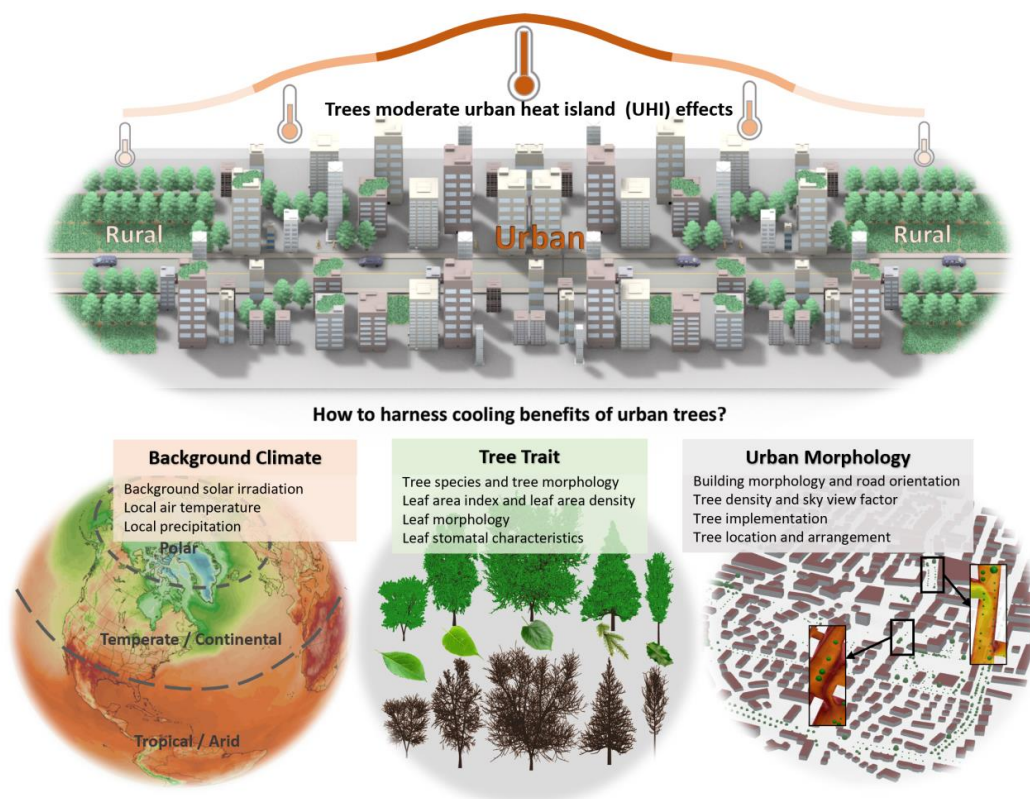 Trees moderate urban heat island (UHI) effects
Rural
Urban
Rural
How to harness cooling benefits of urban trees?
Background Climate
Background solar irradiation
Local air temperature
Local precipitation
Polar
Temperate / Continental
Tropical / Arid
Tree Trait
Tree species and tree morphology
Leaf area index and leaf area density
Leaf morphology
Leaf stomatal characteristics
Urban Morphology
Building morphology and road orientation
Tree density and sky view factor
Tree implementation
Tree location and arrangement